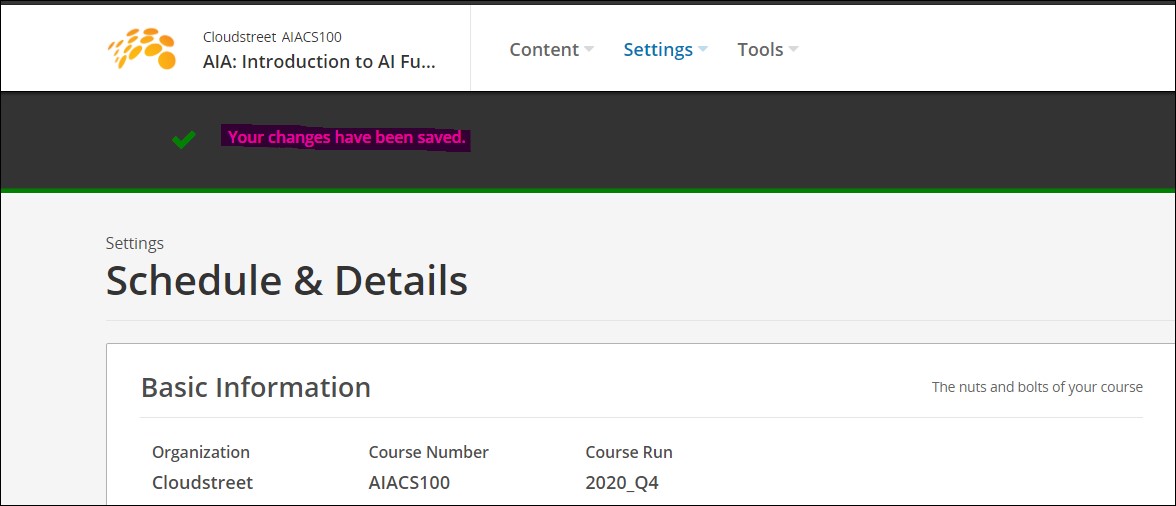 Cloudstreet AIACS100
AIA: Introduction to AI Fu...
Content Settings Tools
Your changes have been saved.
Settings
Schedule & Details
Basic Information
The nuts and bolts of your course
Organization Course Number Course Run
Cloudstreet AIACS100 2020_Q4